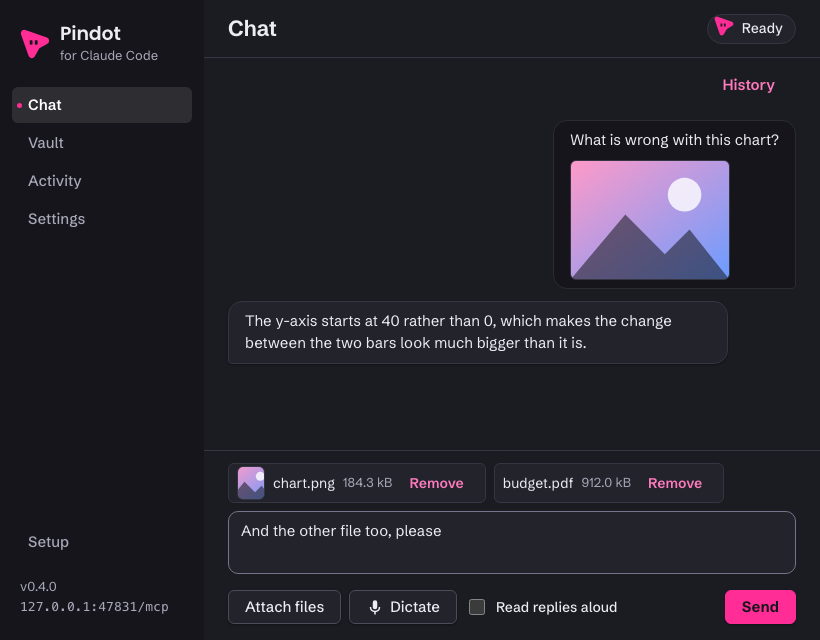 Pindot
for Claude Code
Chat
Vault
Activity
Settings
Setup
v0.4.0
127.0.0.1:47831/mcp
Chat
Ready
History
What is wrong with this chart?
The y-axis starts at 40 rather than 0, which makes the change
between the two bars look much bigger than it is.
chart.png 184.3 kB Remove
budget.pdf 912.0 kB Remove
And the other file too, please
Attach files
Dictate
Read replies aloud
Send